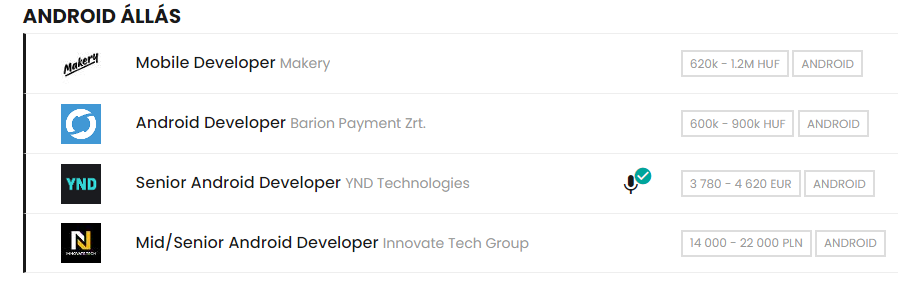 ANDROID ÁLLÁS
Makery
Mobile Developer Makery
620k - 1.2M HUF
ANDROID
Android Developer Barion Payment Zrt.
600k - 900k HUF
ANDROID
YND
Senior Android Developer YND Technologies
3 780 - 4 620 EUR
ANDROID
N
INNOVATETECH
Mid/Senior Android Developer Innovate Tech Group
14 000 - 22 000 PLN
ANDROID